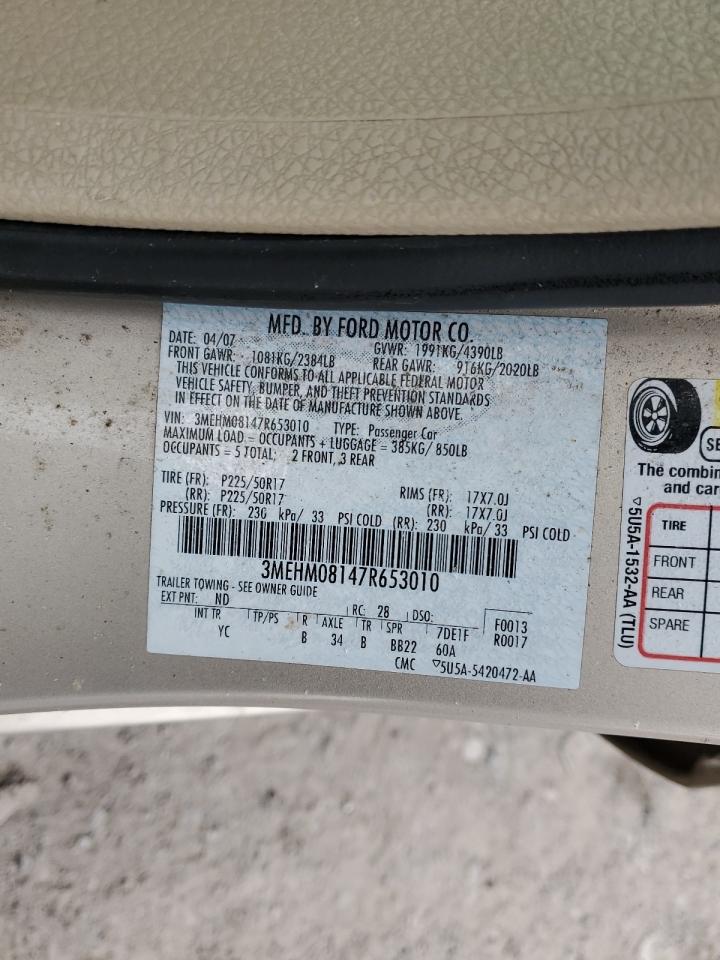 MFD. BY FORD MOTOR CO.
DATE: 04/07 GVWR: 1991KG/4390LB
FRONT GAWR: 1081KG/2384LB REAR GAWR: 916KG/2020LB
THIS VEHICLE CONFORMS TO ALL APPLICABLE FEDERAL MOTOR
VEHICLE SAFETY, BUMPER, AND THEFT PREVENTION STANDARDS
IN EFFECT ON THE DATE OF MANUFACTURE SHOWN ABOVE.
VIN: 3MEHM08147R653010 TYPE: Passenger Car
MAXIMUM LOAD = OCCUPANTS + LUGGAGE = 385KG/ 850LB
OCCUPANTS = 5 TOTAL: 2 FRONT, 3 REAR
TIRE (FR): P225/50R17 RIMS (FR): 17X7.0J
(RR): P225/50R17 (RR): 17X7.0J
PRESSURE (FR): 230 kPa/ 33 PSI COLD (RR): 230 kPa/ 33 PSI COLD
3MEHM08147R653010
TRAILER TOWING - SEE OWNER GUIDE
EXT PNT: ND RC: 28 DSO: F0013
INT TR TP/PS R AXLE TR SPR 7DE1F R0017
YC B 34 B BB22 60A
CMC ▽5U5A-5420472-AA
SE
The combin
and car
TIRE
FRONT
REAR
SPARE
▽5U5A-1532-AA (TLU)